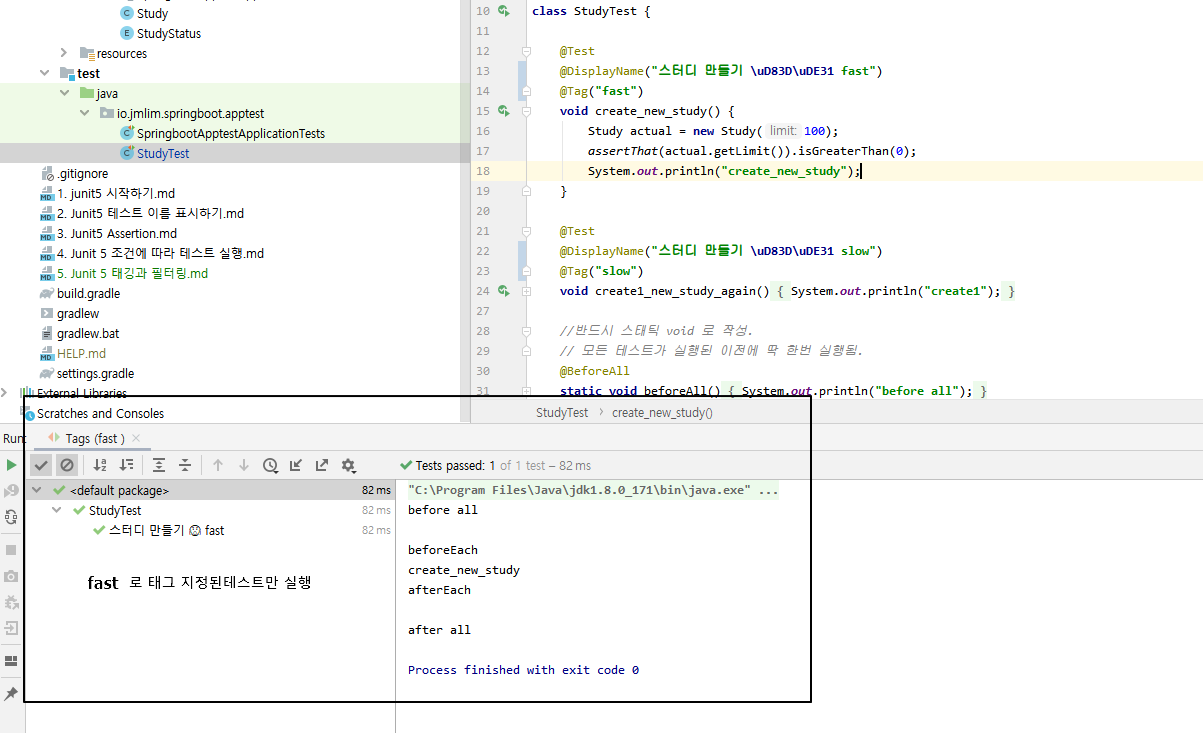 Study
StudyStatus
resources
test
java
io.jmlim.springboot.apptest
SpringbootApptestApplicationTests
StudyTest
.gitignore
1. junit5 시작하기.md
2. Junit5 테스트 이름 표시하기.md
3. Junit5 Assertion.md
4. Junit 5 조건에 따라 테스트 실행.md
5. Junit 5 태깅과 필터링.md
build.gradle
gradlew
gradlew.bat
HELP.md
settings.gradle
External Libraries
Scratches and Consoles
10 class StudyTest {
11
12 @Test
13 @DisplayName("스터디 만들기 \uD83D\uDE31 fast")
14 @Tag("fast")
15 void create_new_study() {
16 Study actual = new Study( limit: 100);
17 assertThat(actual.getLimit()).isGreaterThan(0);
18 System.out.println("create_new_study");
19 }
20
21 @Test
22 @DisplayName("스터디 만들기 \uD83D\uDE31 slow")
23 @Tag("slow")
24 void create1_new_study_again() { System.out.println("create1"); }
27
28 //반드시 스태틱 void 로 작성.
29 // 모든 테스트가 실행된 이전에 딱 한번 실행됨.
30 @BeforeAll
31 static void beforeAll() { System.out.println("before all"); }
StudyTest › create_new_study()
Run: Tags (fast )
Tests passed: 1 of 1 test – 82 ms
<default package> 82 ms
StudyTest 82 ms
스터디 만들기 😱 fast 82 ms
fast 로 태그 지정된테스트만 실행
"C:\Program Files\Java\jdk1.8.0_171\bin\java.exe" ...
before all
beforeEach
create_new_study
afterEach
after all
Process finished with exit code 0